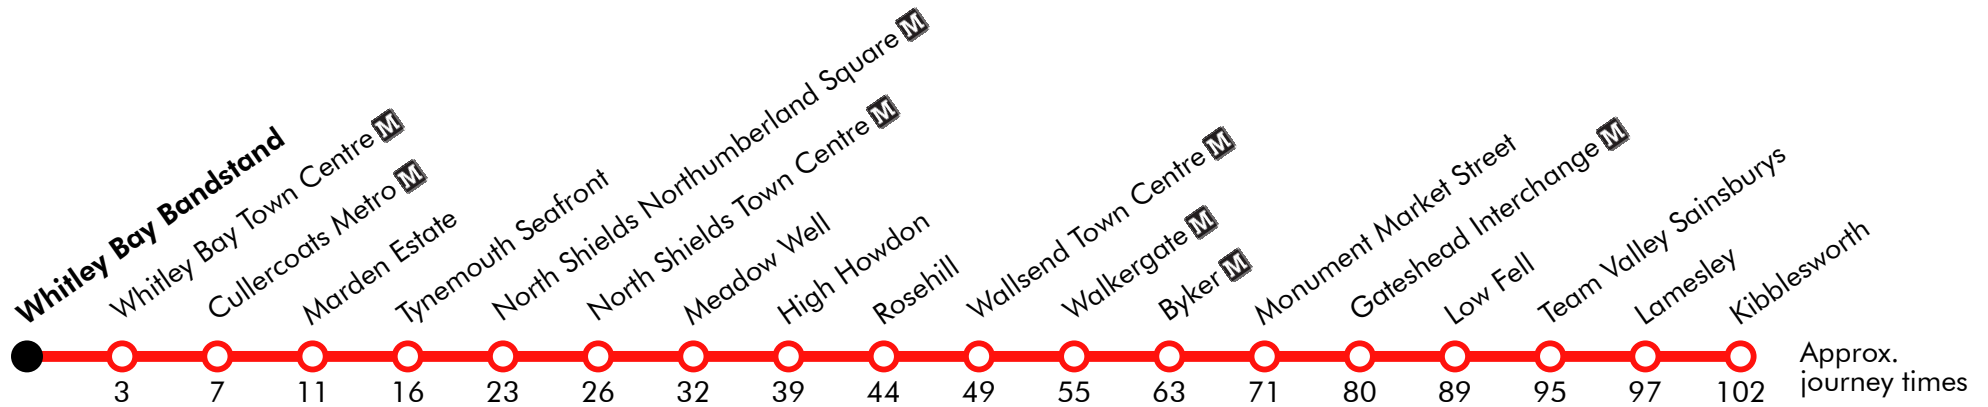 Whitley Bay Bandstand
Whitley Bay Town Centre M
Cullercoats Metro M
Marden Estate
Tynemouth Seafront
North Shields Northumberland Square M
North Shields Town Centre M
Meadow Well
High Howdon
Rosehill
Wallsend Town Centre M
Walkergate M
Byker M
Monument Market Street
Gateshead Interchange M
Low Fell
Team Valley Sainsburys
Lamesley
Kibblesworth
3 7 11 16 23 26 32 39 44 49 55 63 71 80 89 95 97 102
Approx.
journey times